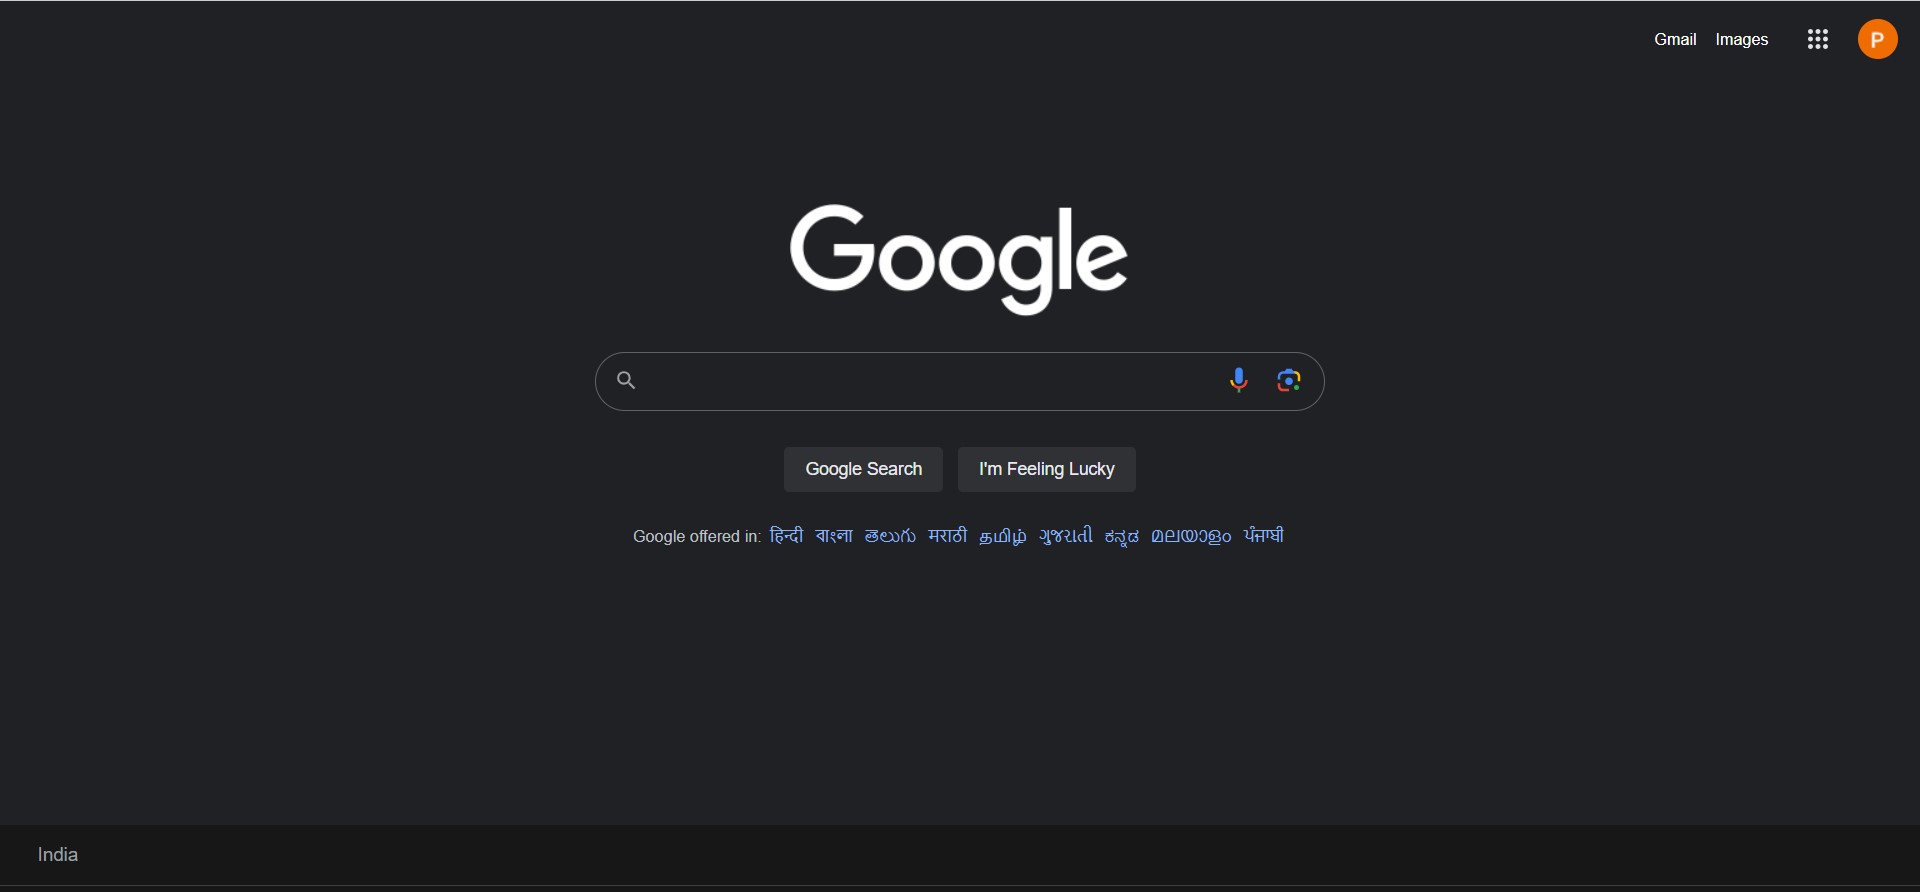 Gmail Images P
Google
Google Search I'm Feeling Lucky
Google offered in: हिन्दी বাংলা తెలుగు मराठी தமிழ் ગુજરાતી ಕನ್ನಡ മലയാളം ਪੰਜਾਬੀ
India